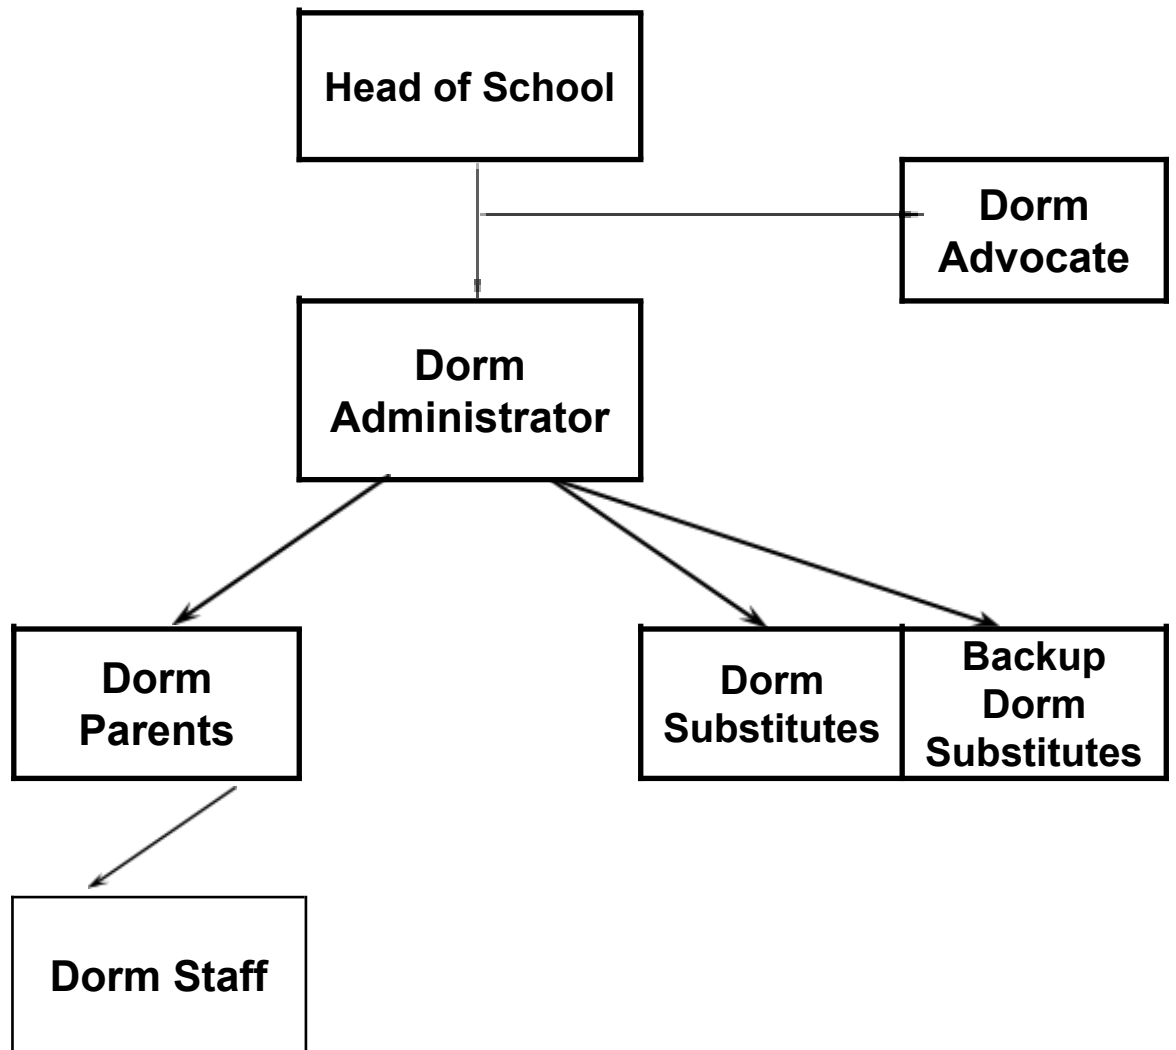 Head of School
Dorm
Advocate
Dorm
Administrator
Dorm
Parents
Dorm
Substitutes
Backup
Dorm
Substitutes
Dorm Staff